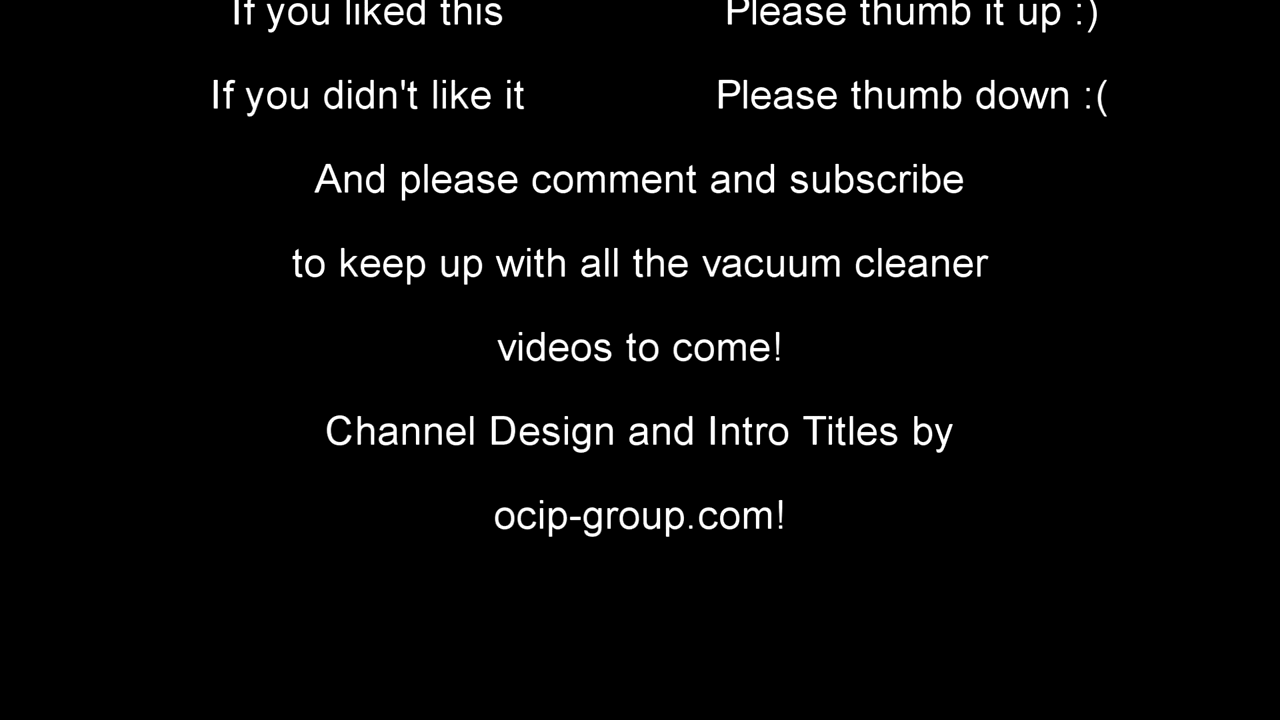 If you liked this Please thumb it up :)
If you didn't like it Please thumb down :(
And please comment and subscribe
to keep up with all the vacuum cleaner
videos to come!
Channel Design and Intro Titles by
ocip-group.com!